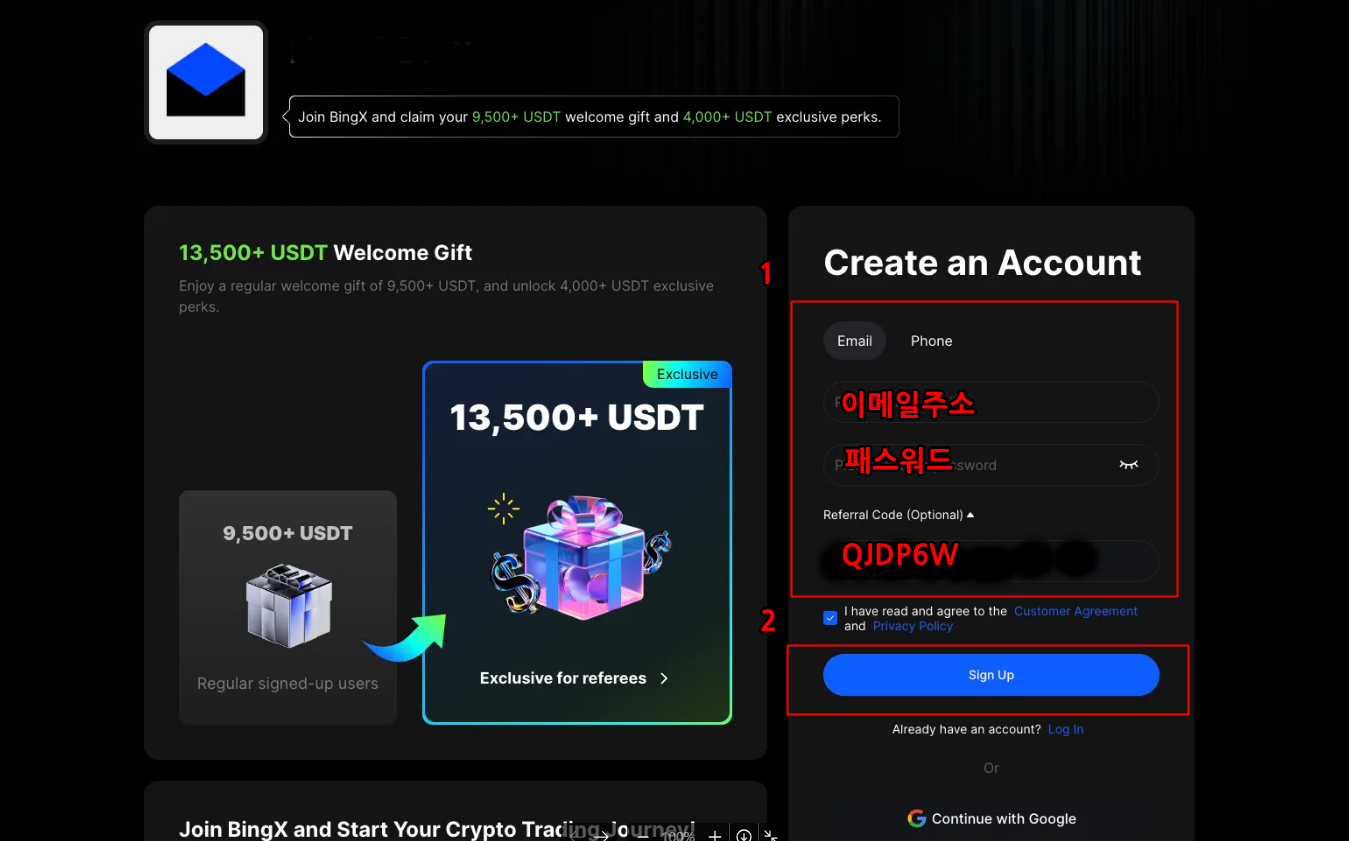 Join BingX and claim your 9,500+ USDT welcome gift and 4,000+ USDT exclusive perks.
13,500+ USDT Welcome Gift
Enjoy a regular welcome gift of 9,500+ USDT, and unlock 4,000+ USDT exclusive
perks.
Exclusive
13,500+ USDT
9,500+ USDT
Regular signed-up users
Exclusive for referees
Join BingX and Start Your Crypto Trading Journey!
100%
1
Create an Account
Email Phone
이메일주소
패스워드
Referral Code (Optional)
QJDP6W
2
I have read and agree to the Customer Agreement
and Privacy Policy
Sign Up
Already have an account? Log In
Or
Continue with Google